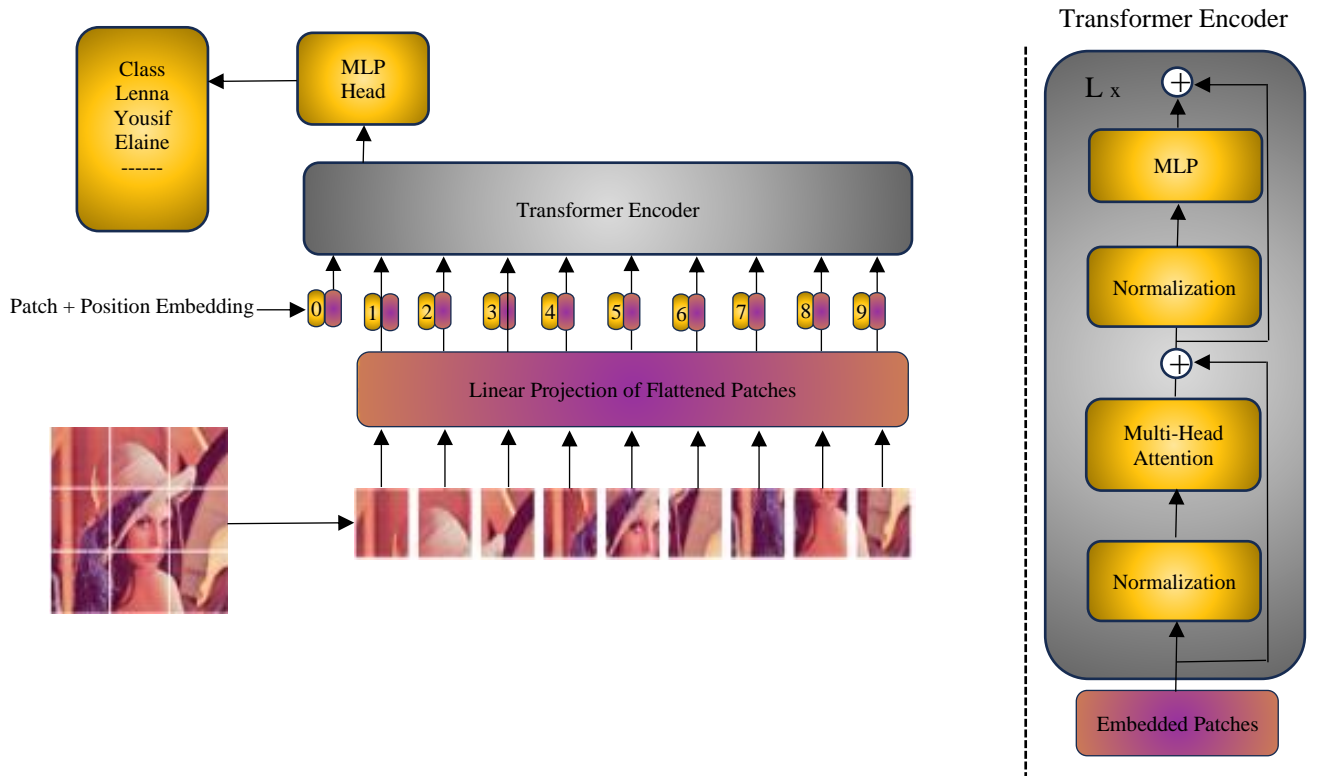 Transformer Encoder
Class
Lenna
Yousif
Elaine
------
MLP
Head
L x
+
MLP
Transformer Encoder
Normalization
Patch + Position Embedding
0 1 2 3 4 5 6 7 8 9
+
Linear Projection of Flattened Patches
Multi-Head
Attention
Normalization
Embedded Patches